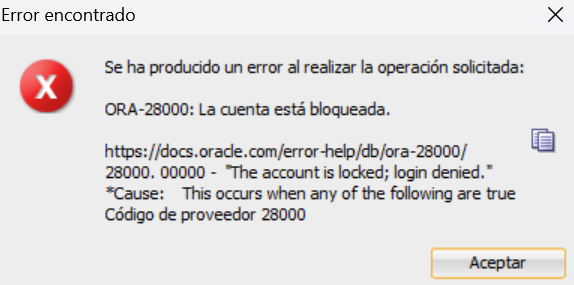 Error encontrado
Se ha producido un error al realizar la operación solicitada:
ORA-28000: La cuenta está bloqueada.
https://docs.oracle.com/error-help/db/ora-28000/
28000. 00000 - "The account is locked; login denied."
*Cause: This occurs when any of the following are true
Código de proveedor 28000
Aceptar